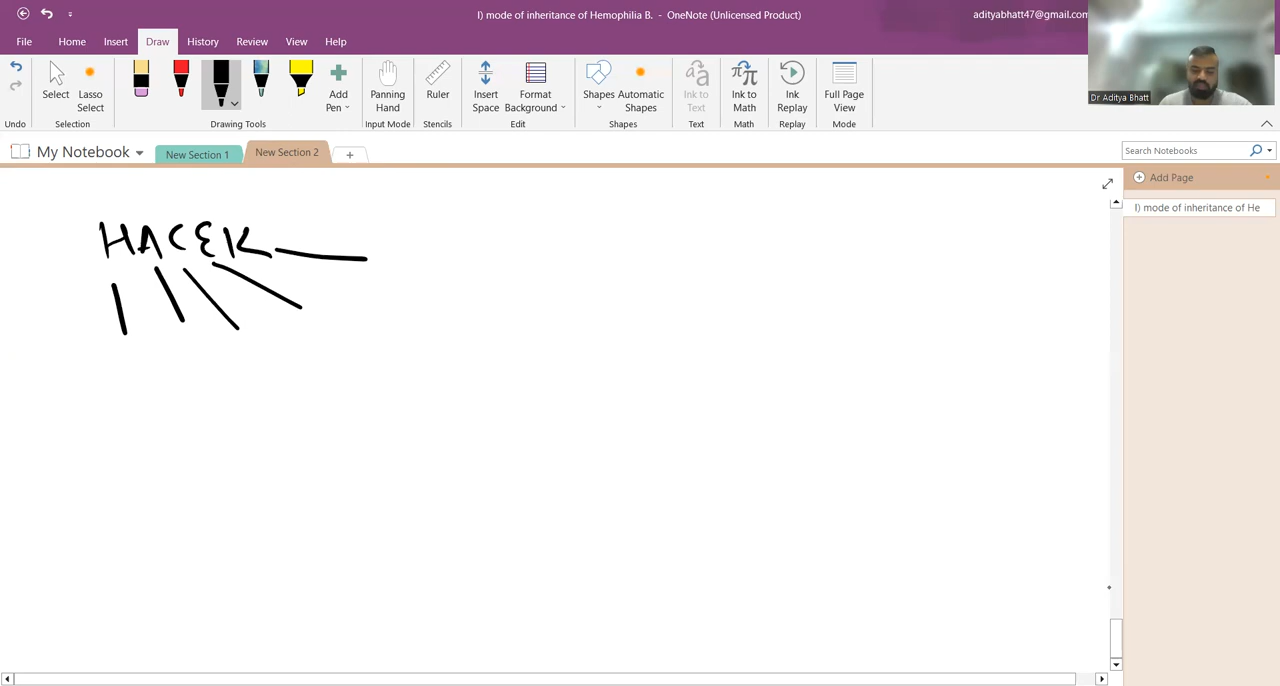 I) mode of inheritance of Hemophilia B. - OneNote (Unlicensed Product)
adityabhatt47@gmail.com
File Home Insert Draw History Review View Help
Undo
Select
Lasso Select
Add Pen
Panning Hand
Ruler
Insert Space
Format Background
Shapes
Automatic Shapes
Ink to Text
Ink to Math
Ink Replay
Full Page View
Dr Aditya Bhatt
Undo Selection Drawing Tools Input Mode Stencils Edit Shapes Text Math Replay Mode
My Notebook New Section 1 New Section 2
Search Notebooks
Add Page
I) mode of inheritance of He
HACEK